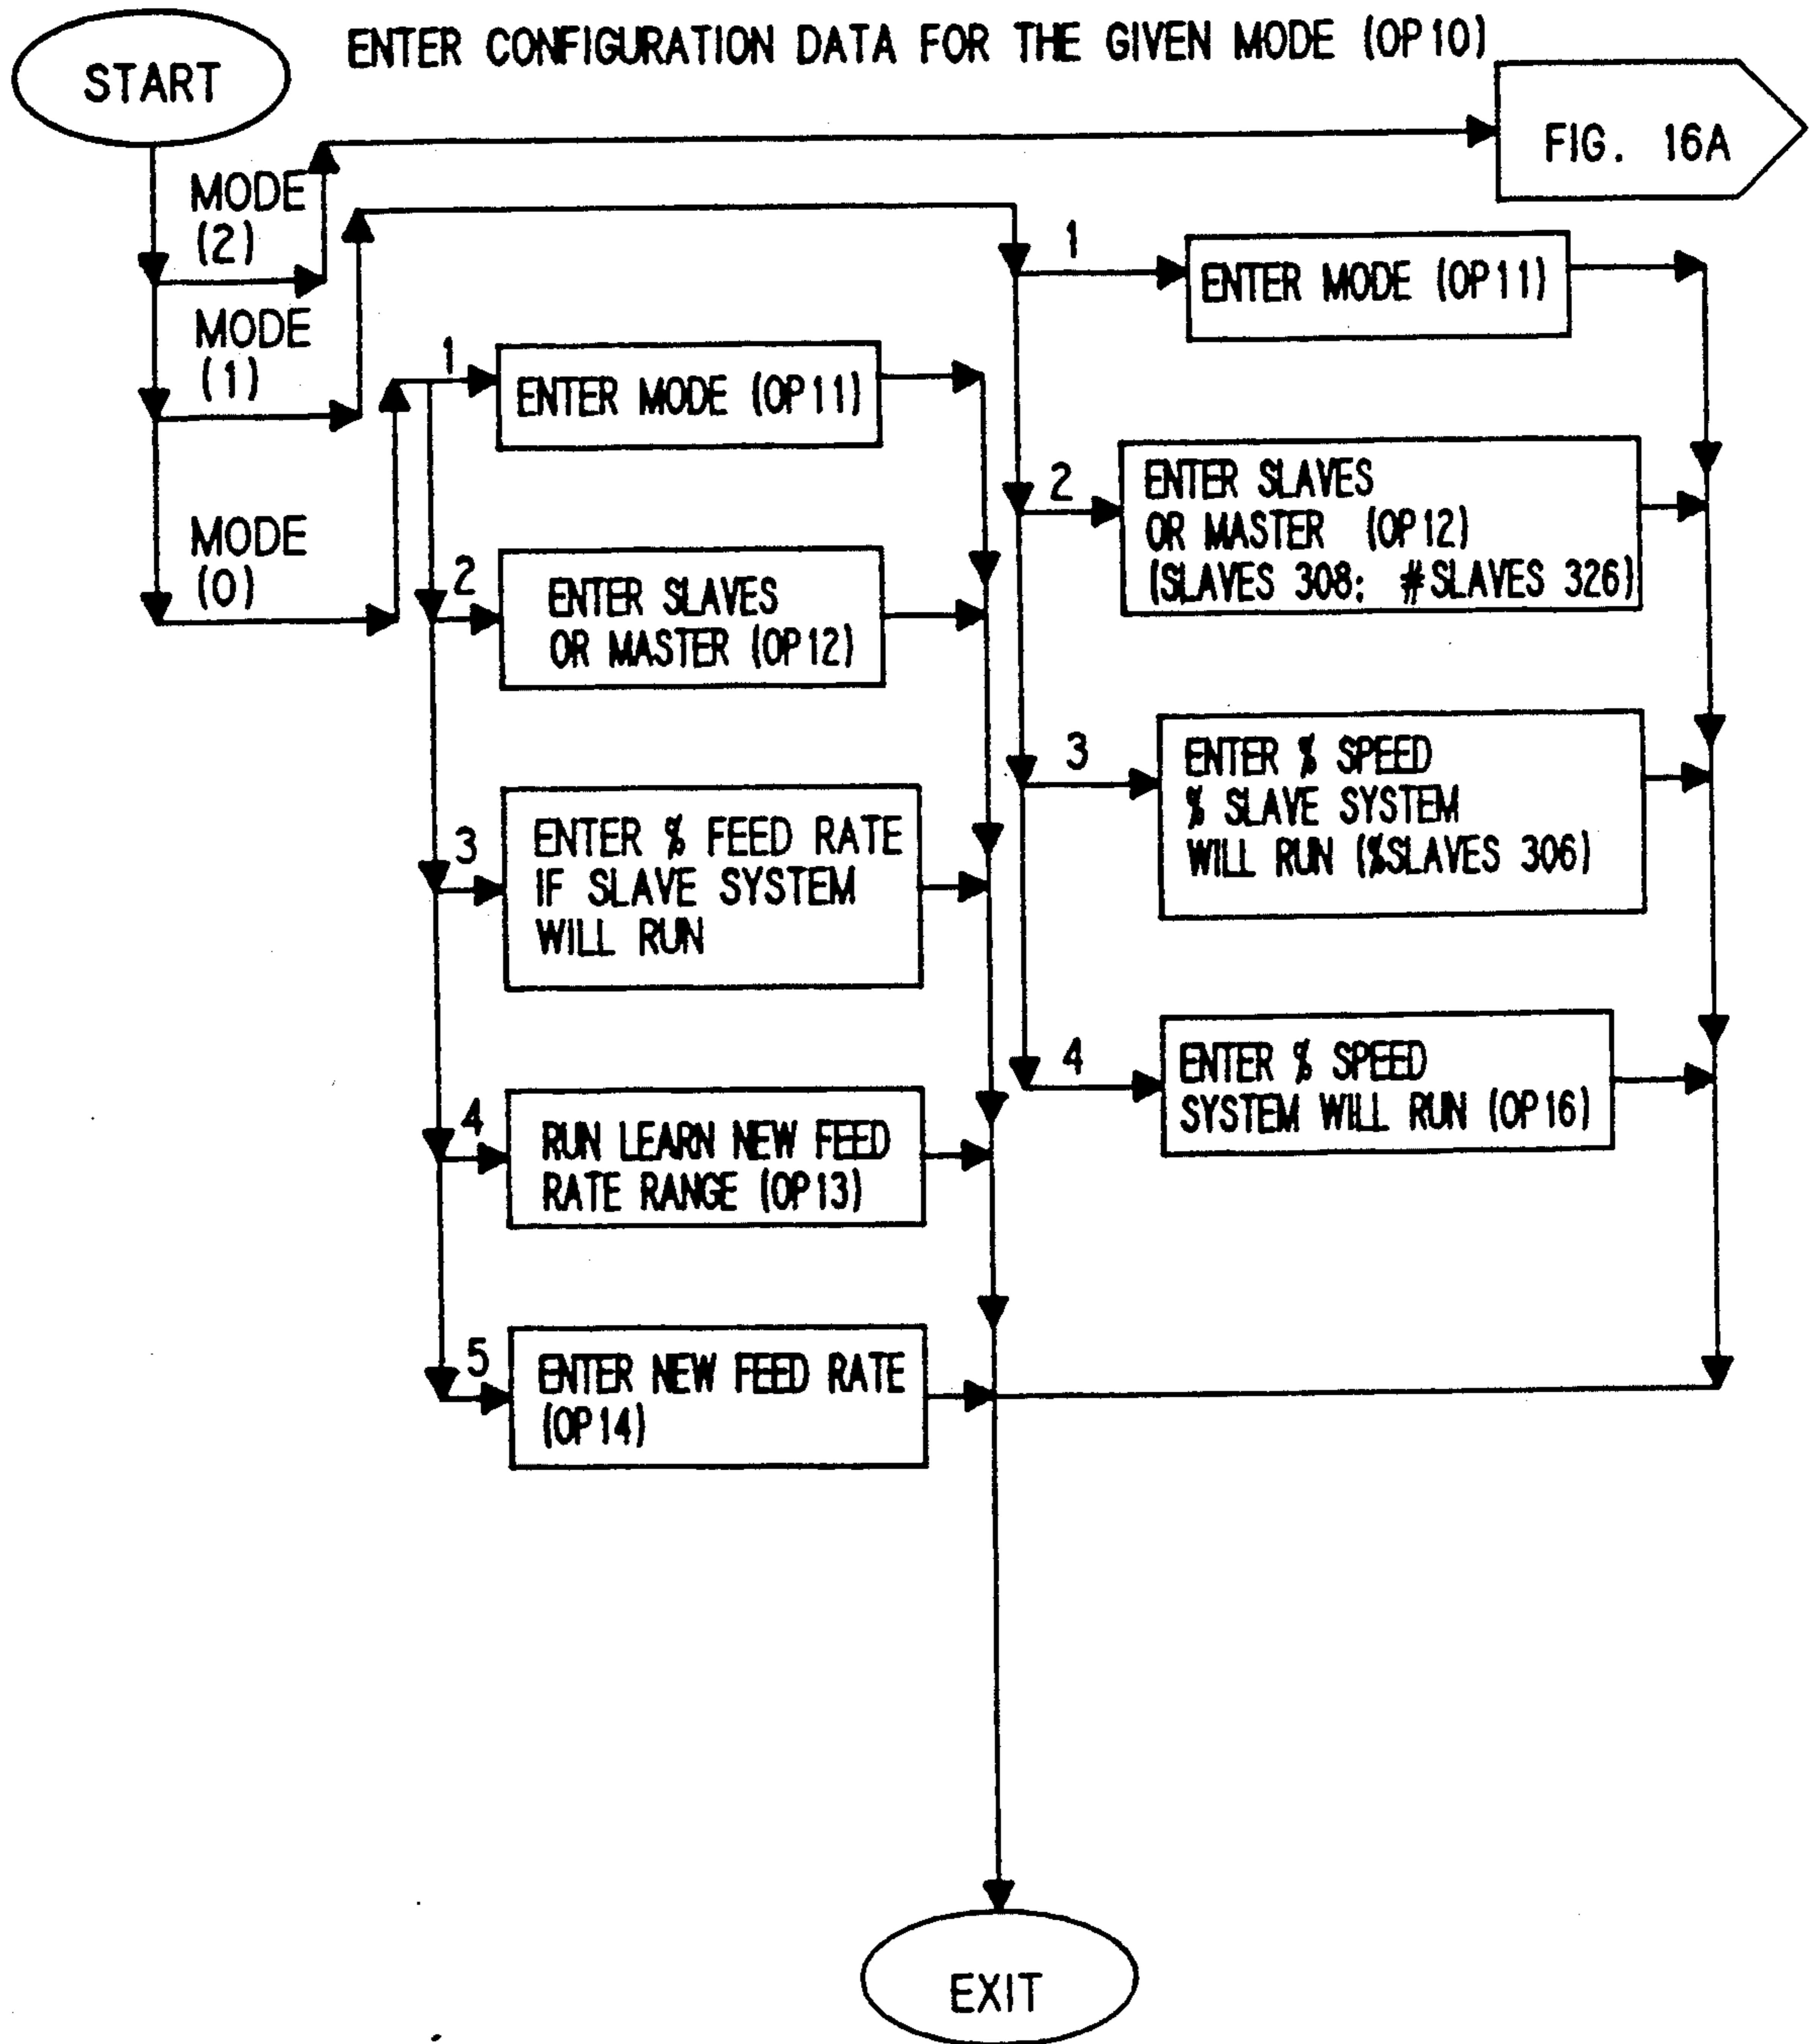 START
ENTER CONFIGURATION DATA FOR THE GIVEN MODE (OP10)
FIG. 16A
MODE
(2)
MODE
(1)
MODE
(0)
1
ENTER MODE (OP11)
2
ENTER SLAVES
OR MASTER (OP12)
3
ENTER % FEED RATE
IF SLAVE SYSTEM
WILL RUN
4
RUN LEARN NEW FEED
RATE RANGE (OP13)
5
ENTER NEW FEED RATE
(OP14)
1
ENTER MODE (OP11)
2
ENTER SLAVES
OR MASTER (OP12)
(SLAVES 308; #SLAVES 326)
3
ENTER % SPEED
% SLAVE SYSTEM
WILL RUN (%SLAVES 306)
4
ENTER % SPEED
SYSTEM WILL RUN (OP16)
EXIT